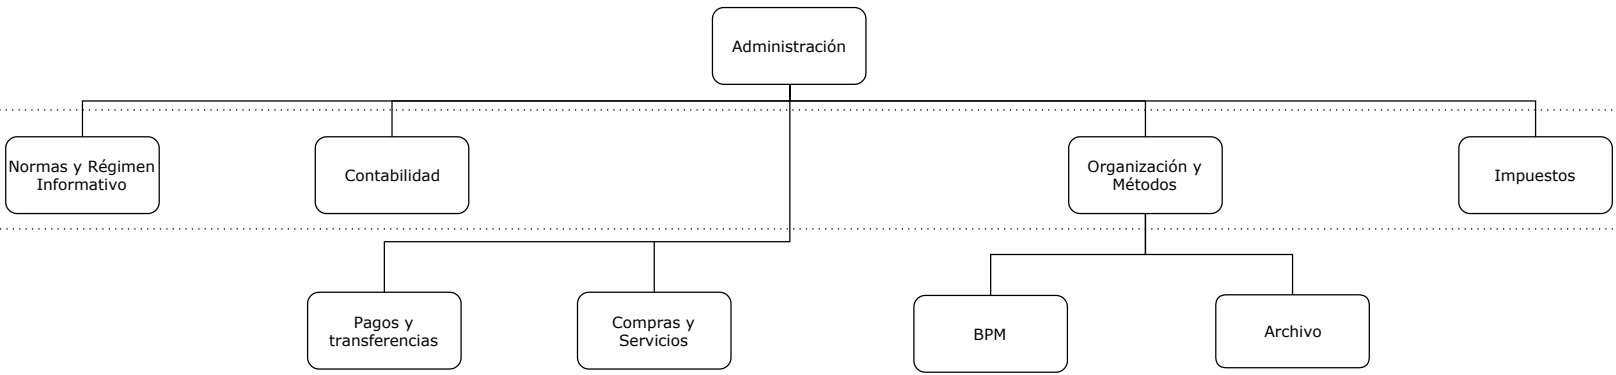 Administración
Normas y Régimen
Informativo
Contabilidad
Organización y
Métodos
Impuestos
Pagos y
transferencias
Compras y
Servicios
BPM
Archivo